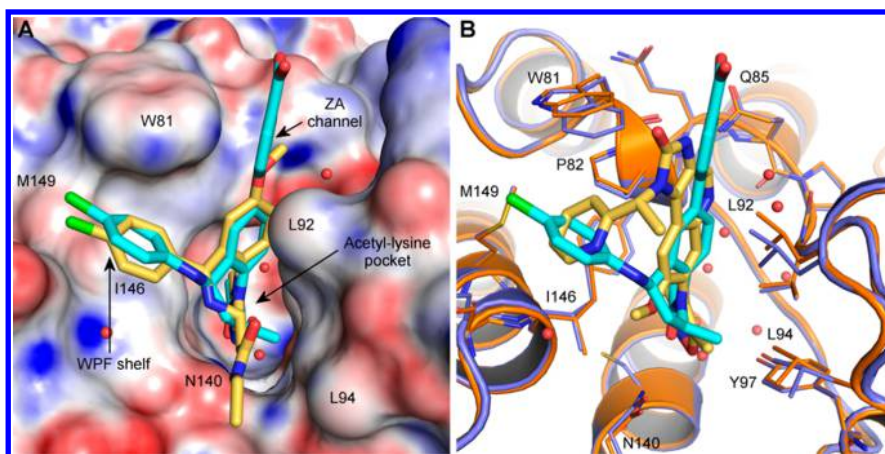 A
W81
ZA
channel
M149
L92
Acetyl-lysine
pocket
I146
WPF shelf
N140
L94
B
W81
Q85
P82
M149
L92
I146
L94
Y97
N140